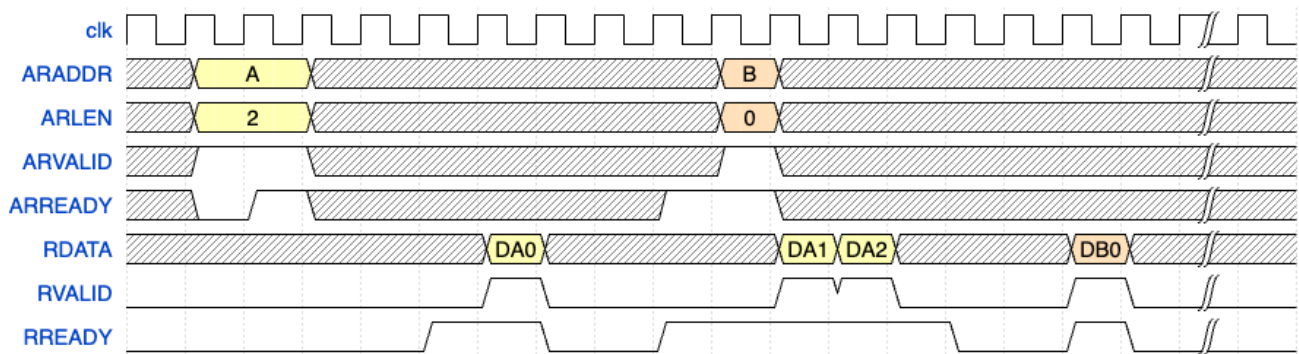 clk
ARADDR A B
ARLEN 2 0
ARVALID
ARREADY
RDATA DA0 DA1 DA2 DB0
RVALID
RREADY